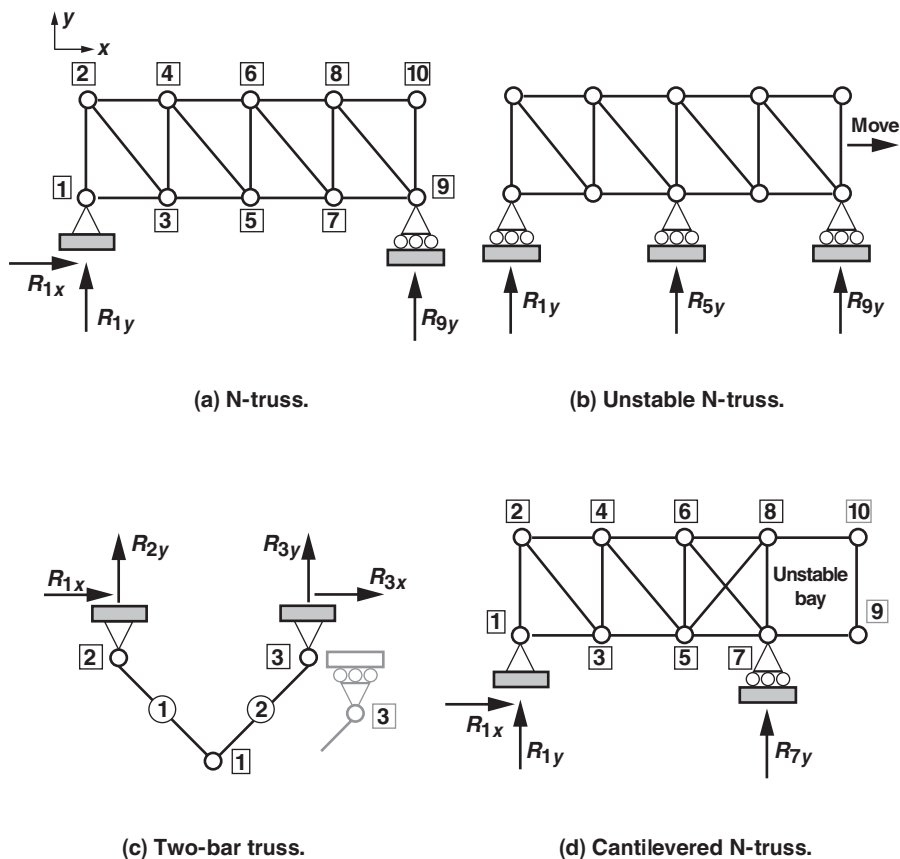 y
x
2 4 6 8 10
1 3 5 7 9
R1x
R1y
R9y
(a) N-truss.
Move
R1y
R5y
R9y
(b) Unstable N-truss.
R2y
R3y
R1x
R3x
2
3
1
2
3
1
(c) Two-bar truss.
2 4 6 8 10
Unstable
bay
1 3 5 7 9
R1x
R1y
R7y
(d) Cantilevered N-truss.